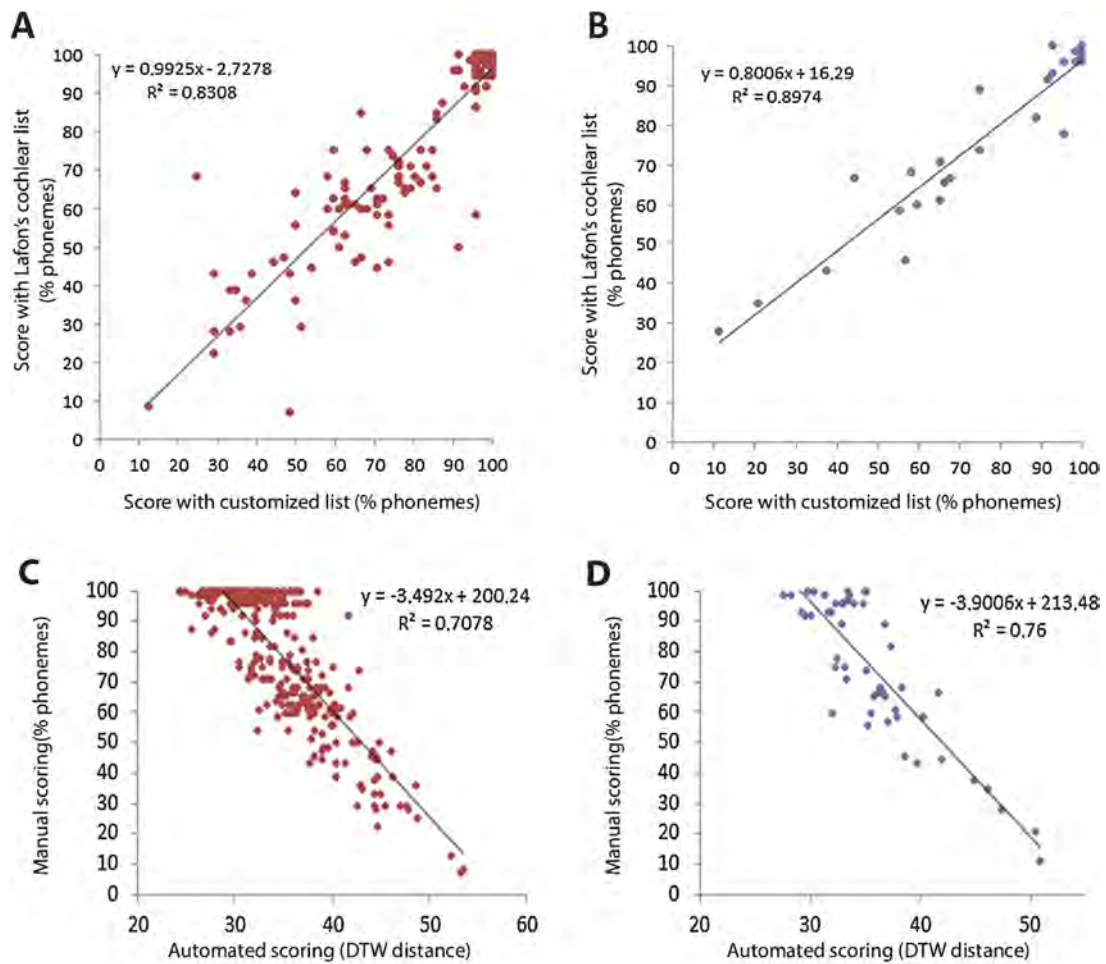 A
y = 0.9925x - 2.7278
R² = 0.8308
Score with Lafon's cochlear list
(% phonemes)
100
90
80
70
60
50
40
30
20
10
0
0 10 20 30 40 50 60 70 80 90 100
Score with customized list (% phonemes)
B
y = 0.8006x + 16.29
R² = 0.8974
Score with Lafon's cochlear list
(% phonemes)
100
90
80
70
60
50
40
30
20
10
0
0 10 20 30 40 50 60 70 80 90 100
Score with customized list (% phonemes)
C
y = -3.492x + 200.24
R² = 0.7078
Manual scoring(% phonemes)
100
90
80
70
60
50
40
30
20
10
0
20 30 40 50 60
Automated scoring (DTW distance)
D
y = -3.9006x + 213.48
R² = 0.76
Manual scoring(% phonemes)
100
90
80
70
60
50
40
30
20
10
0
20 30 40 50
Automated scoring (DTW distance)